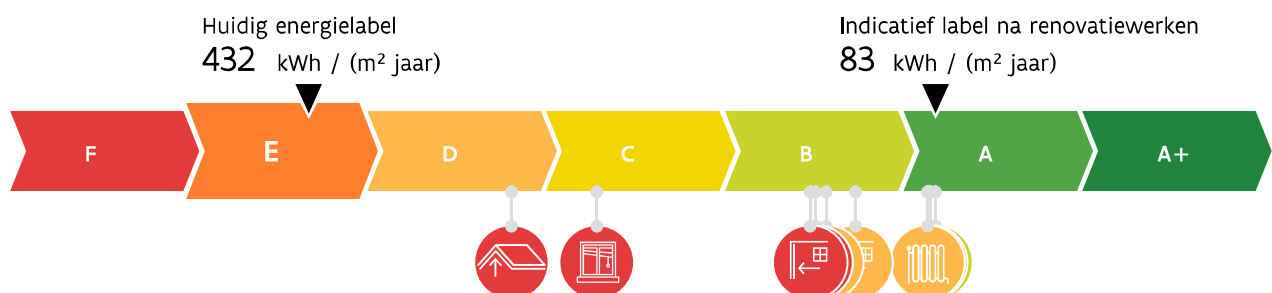 Huidig energielabel
432 kWh / (m² jaar)
Indicatief label na renovatiewerken
83 kWh / (m² jaar)
F E D C B A A+